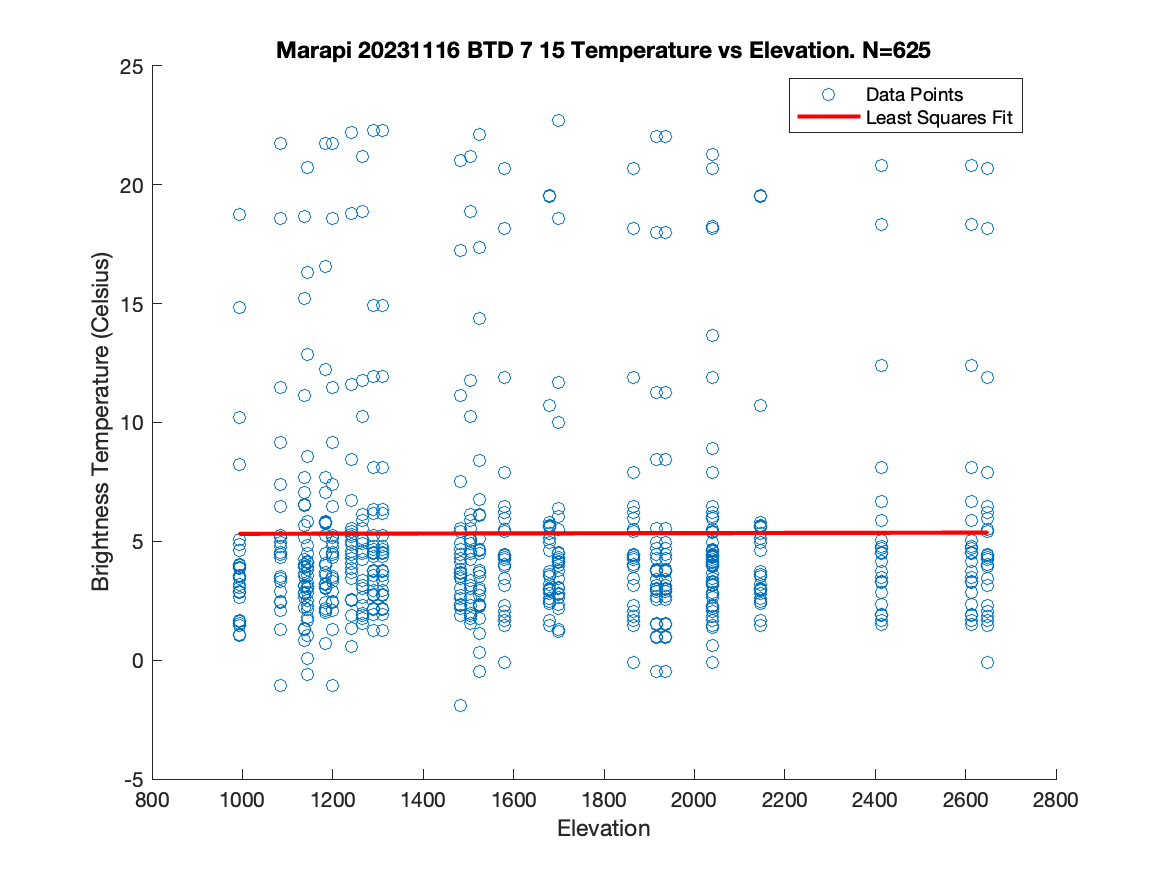 Marapi 20231116 BTD 7 15 Temperature vs Elevation. N=625
Data Points
Least Squares Fit
25
20
15
10
5
0
-5
Brightness Temperature (Celsius)
800 1000 1200 1400 1600 1800 2000 2200 2400 2600 2800
Elevation